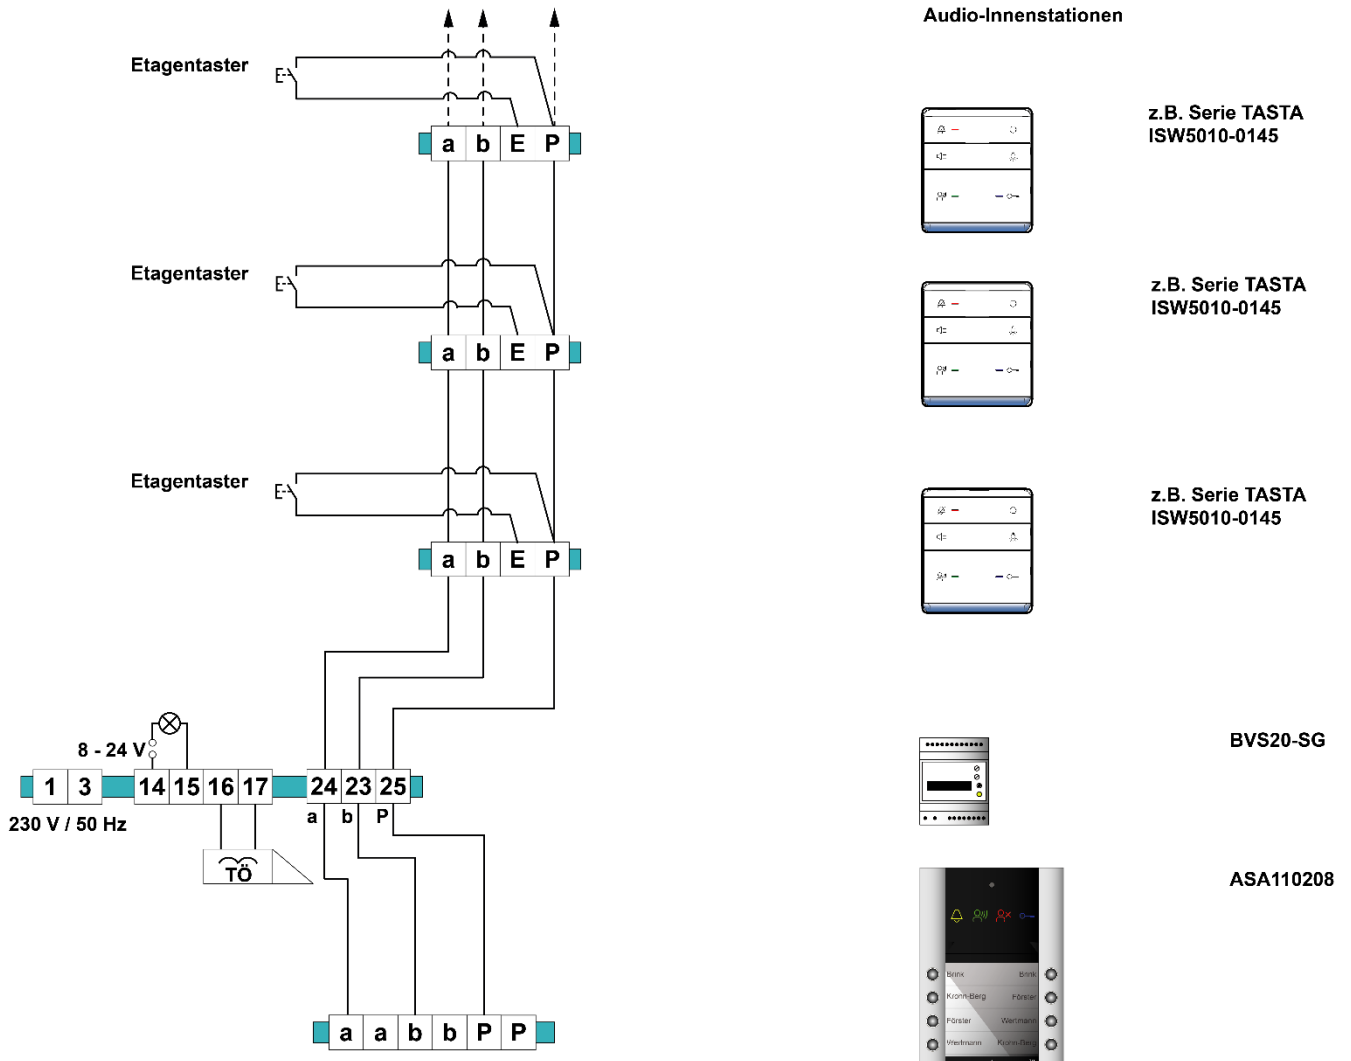 Audio-Innenstationen
Etagentaster
a b E P
z.B. Serie TASTA
ISW5010-0145
Etagentaster
a b E P
z.B. Serie TASTA
ISW5010-0145
Etagentaster
a b E P
z.B. Serie TASTA
ISW5010-0145
8 - 24 V
1 3 14 15 16 17 24 23 25
a b P
230 V / 50 Hz
TÖ
BVS20-SG
ASA110208
Brink Brink
Kronn-Berg Förster
Förster Wertmann
Wertmann Kronn-Berg
a a b b P P